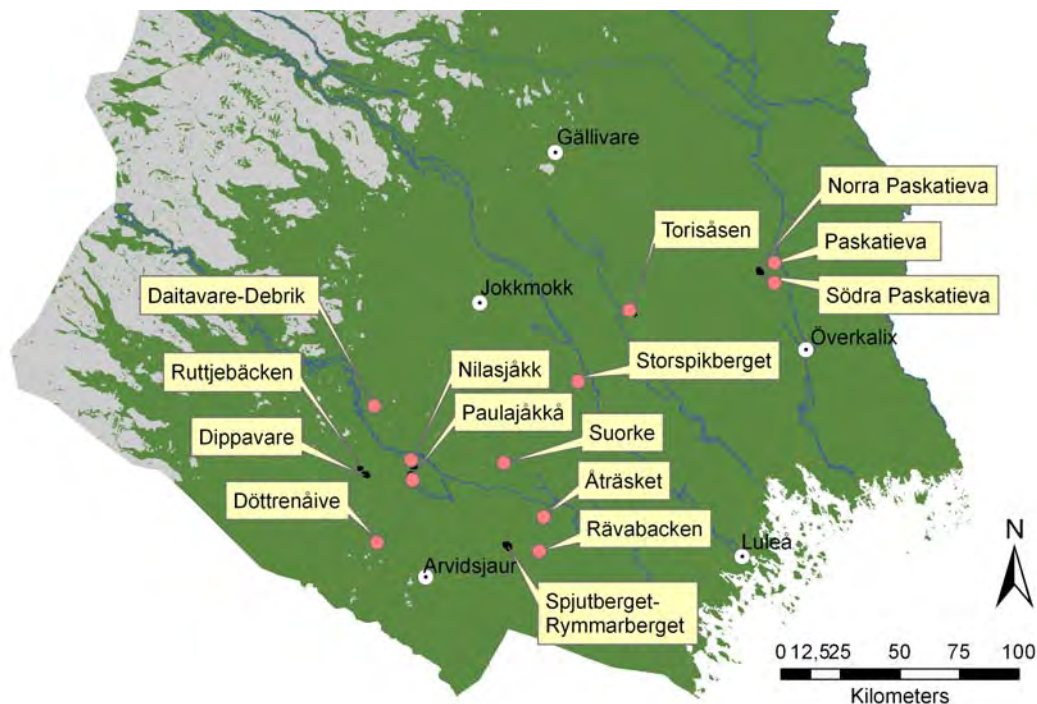 Gällivare
Norra Paskatieva
Torisåsen
Paskatieva
Daitavare-Debrik
Jokkmokk
Södra Paskatieva
Överkalix
Ruttjebäcken
Nilasjåkk
Storspikberget
Paulajåkkå
Dippavare
Suorke
Döttrenåive
Åträsket
Rävabacken
Luleå
N
Arvidsjaur
Spjutberget-
Rymmarberget
0 12,525 50 75 100
Kilometers